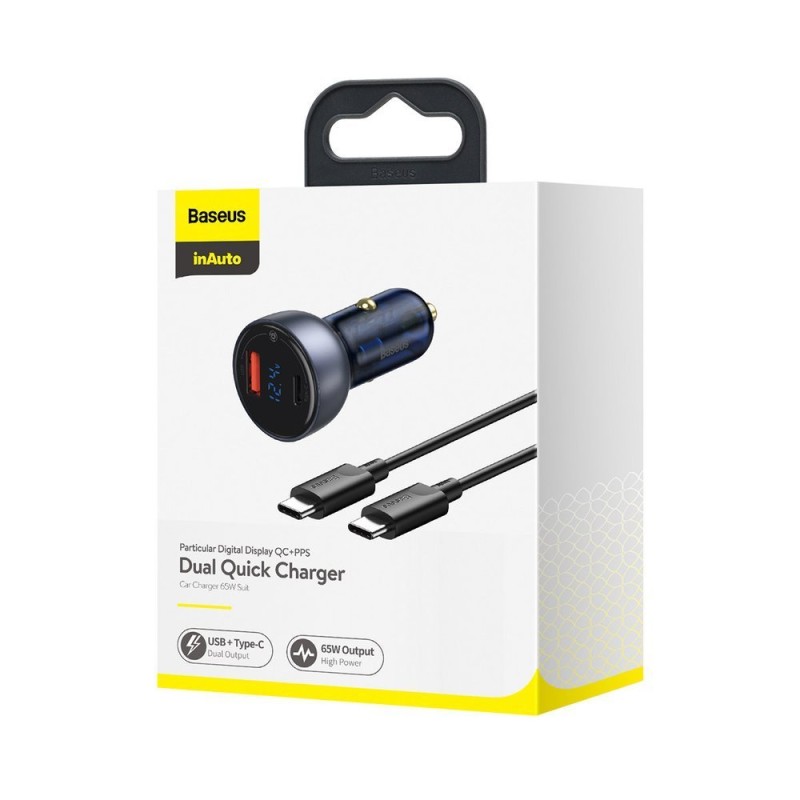 Baseus
Baseus
inAuto
Baseus
12.4v
Baseus
Baseus
Particular Digital Display QC+PPS
Dual Quick Charger
Car Charger 65W Suit
USB + Type-C
Dual Output
65W Output
High Power